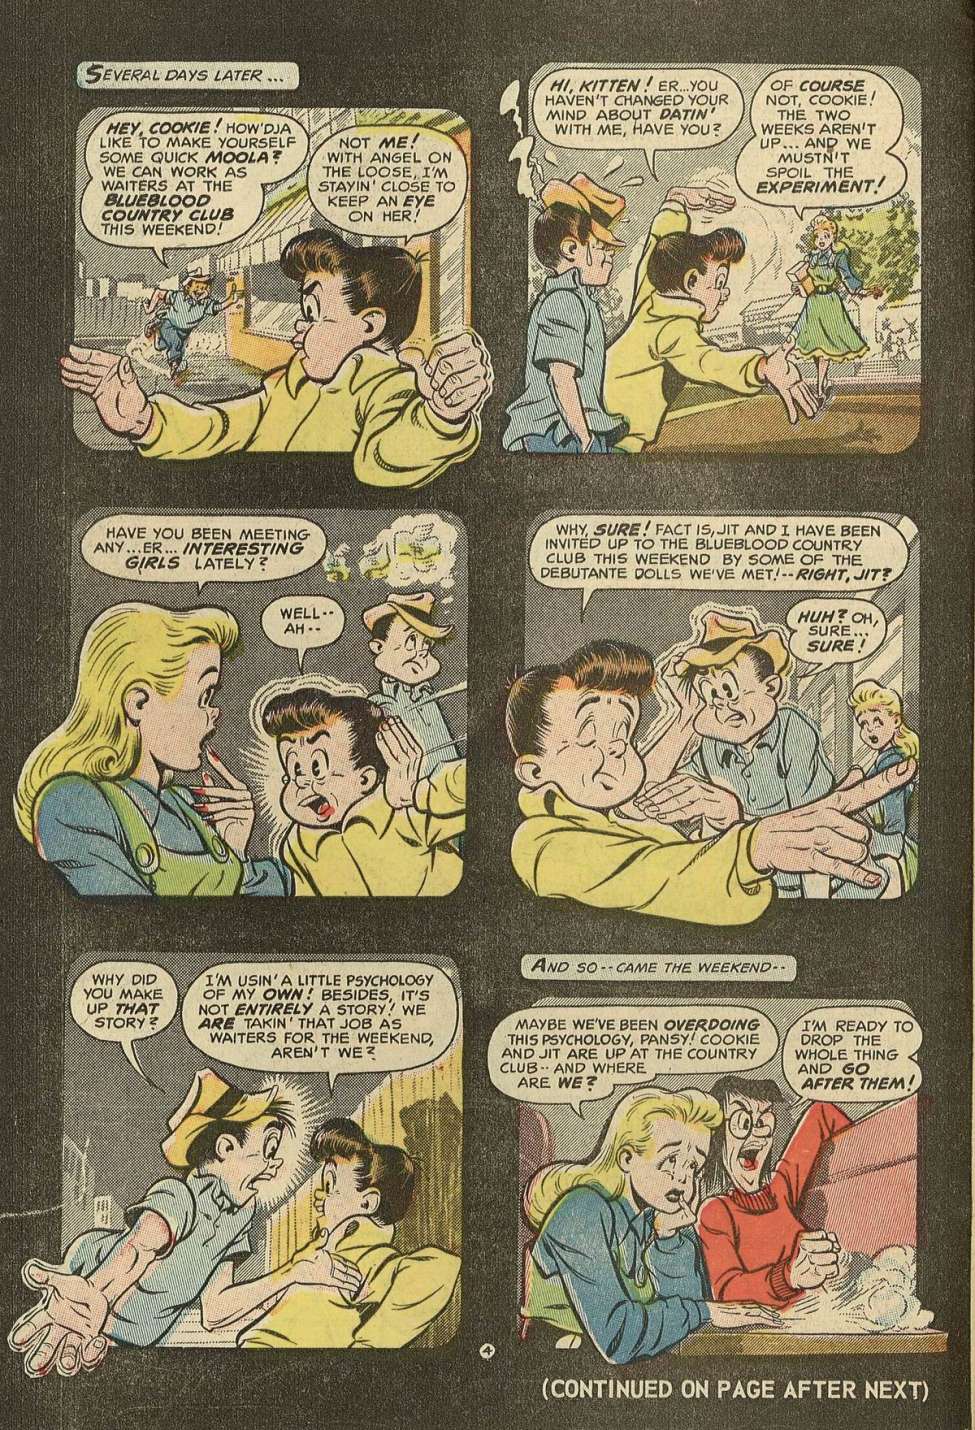 SEVERAL DAYS LATER...
HEY, COOKIE! HOW'DJA
LIKE TO MAKE YOURSELF
SOME QUICK MOOLA?
WE CAN WORK AS
WAITERS AT THE
BLUEBLOOD
COUNTRY CLUB
THIS WEEKEND!
NOT ME!
WITH ANGEL ON
THE LOOSE, I'M
STAYIN' CLOSE TO
KEEP AN EYE
ON HER!
HI, KITTEN! ER...YOU
HAVEN'T CHANGED YOUR
MIND ABOUT DATIN'
WITH ME, HAVE YOU?
OF COURSE
NOT, COOKIE!
THE TWO
WEEKS AREN'T
UP... AND WE
MUSTN'T
SPOIL THE
EXPERIMENT!
HAVE YOU BEEN MEETING
ANY...ER... INTERESTING
GIRLS LATELY?
WELL--
AH--
WHY, SURE! FACT IS, JIT AND I HAVE BEEN
INVITED UP TO THE BLUEBLOOD COUNTRY
CLUB THIS WEEKEND BY SOME OF THE
DEBUTANTE DOLLS WE'VE MET!--RIGHT, JIT?
HUH? OH,
SURE...
SURE!
WHY DID
YOU MAKE
UP THAT
STORY?
I'M USIN' A LITTLE PSYCHOLOGY
OF MY OWN! BESIDES, IT'S
NOT ENTIRELY A STORY! WE
ARE TAKIN' THAT JOB AS
WAITERS FOR THE WEEKEND,
AREN'T WE?
AND SO--CAME THE WEEKEND--
MAYBE WE'VE BEEN OVERDOING
THIS PSYCHOLOGY, PANSY! COOKIE
AND JIT ARE UP AT THE COUNTRY
CLUB--AND WHERE
ARE WE?
I'M READY TO
DROP THE
WHOLE THING
AND GO
AFTER THEM!
4
(CONTINUED ON PAGE AFTER NEXT)